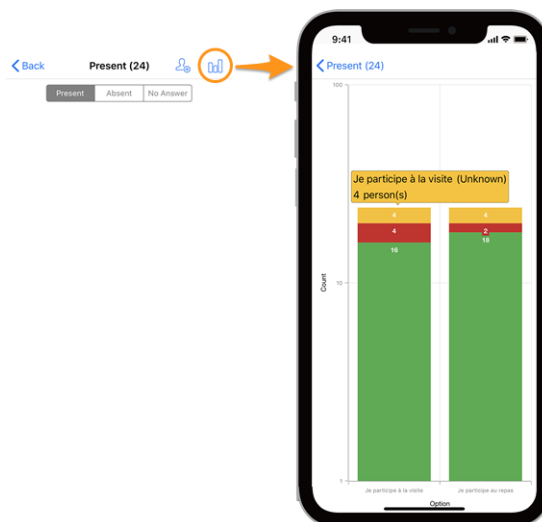 Back
Present (24)
Present
Absent
No Answer
9:41
Present (24)
100
Je participe à la visite (Unknown)
4 person(s)
4
4
4
2
16
18
Count
10
1
Je participe à la visite
Je participe au repas
Option